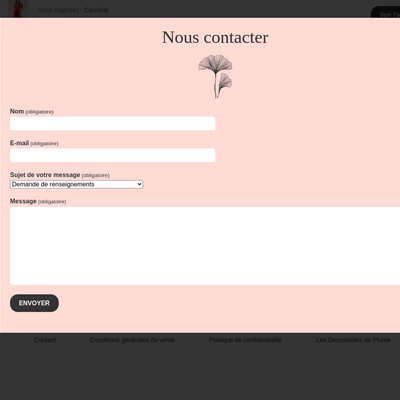 Vous regardez : Camélia
Nous contacter
Nom (obligatoire)
E-mail (obligatoire)
Sujet de votre message (obligatoire)
Demande de renseignements
Message (obligatoire)
ENVOYER
Contact
Conditions générales de vente
Politique de confidentialité
Les Demoiselles de Plume